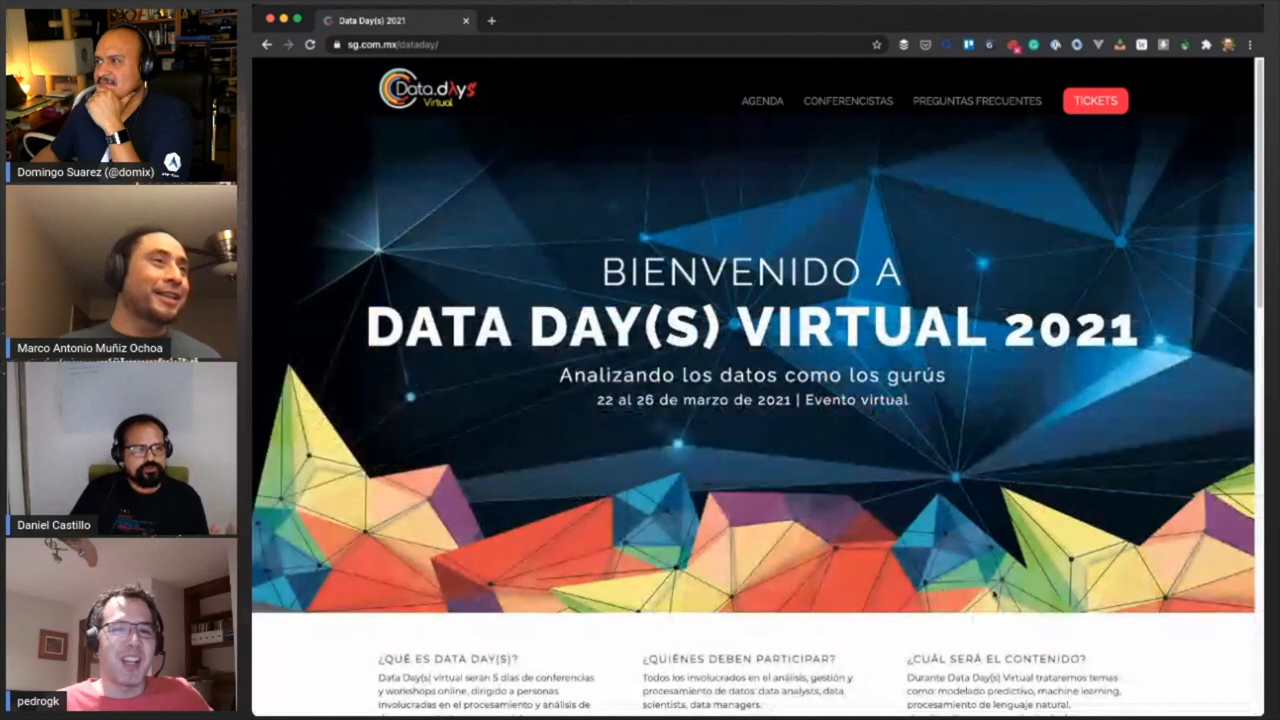 Domingo Suarez (@domix)
Marco Antonio Muñiz Ochoa
Daniel Castillo
pedrogk
Data Day(s) 2021
sg.com.mx/dataday/
Data.dλys
Virtual
AGENDA
CONFERENCISTAS
PREGUNTAS FRECUENTES
TICKETS
BIENVENIDO A
DATA DAY(S) VIRTUAL 2021
Analizando los datos como los gurús
22 al 26 de marzo de 2021 | Evento virtual
¿QUÉ ES DATA DAY(S)?
Data Day(s) virtual serán 5 días de conferencias
y workshops online, dirigido a personas
involucradas en el procesamiento y análisis de
¿QUIÉNES DEBEN PARTICIPAR?
Todos los involucrados en el análisis, gestión y
procesamiento de datos: data analysts, data
scientists, data managers.
¿CUÁL SERÁ EL CONTENIDO?
Durante Data Day(s) Virtual trataremos temas
como: modelado predictivo, machine learning,
procesamiento de lenguaje natural,